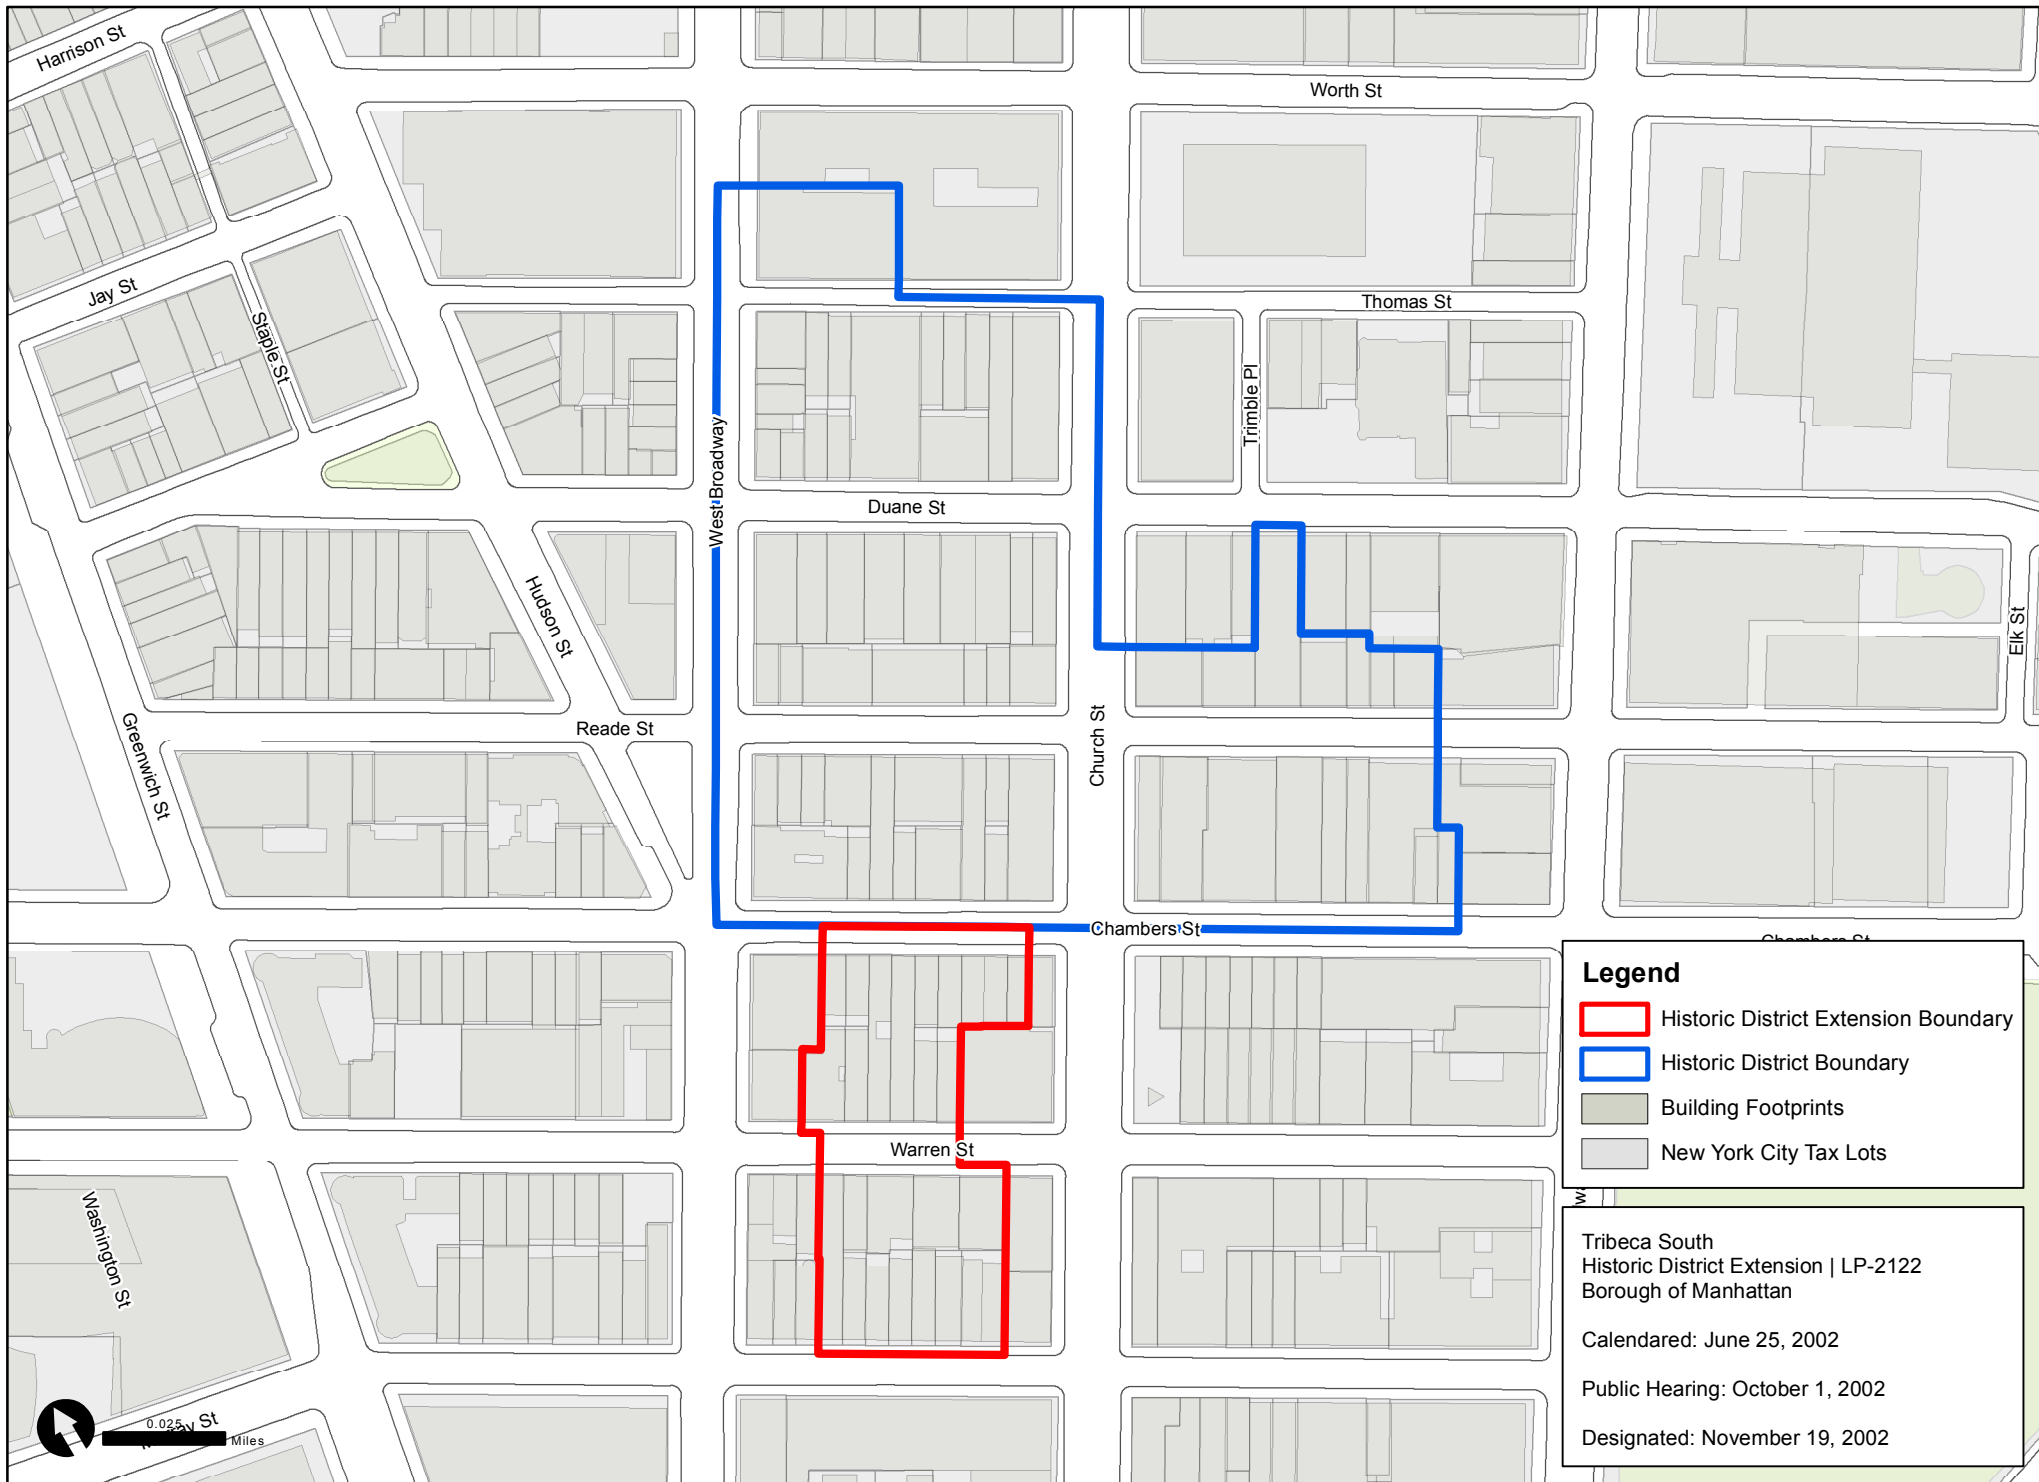 Harrison St
Worth St
Jay St
Staple St
Thomas St
Trimble Pl
West Broadway
Duane St
Hudson St
Elk St
Greenwich St
Reade St
Church St
Chambers St
Chambers St
Warren St
Washington St
Legend
Historic District Extension Boundary
Historic District Boundary
Building Footprints
New York City Tax Lots
Tribeca South
Historic District Extension | LP-2122
Borough of Manhattan
Calendared: June 25, 2002
Public Hearing: October 1, 2002
Designated: November 19, 2002
0.025
Miles
St